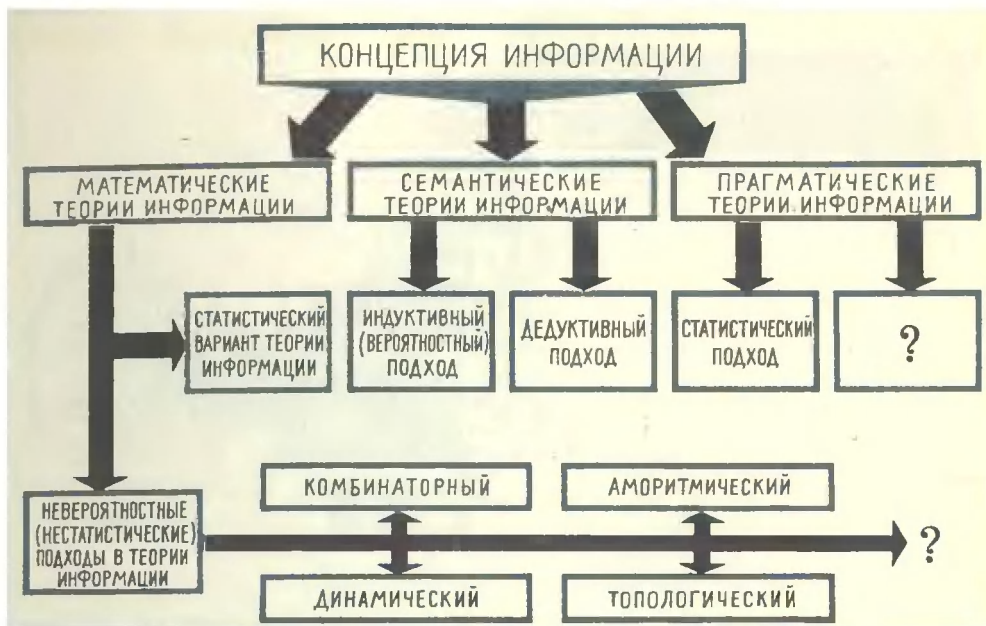 КОНЦЕПЦИЯ ИНФОРМАЦИИ
МАТЕМАТИЧЕСКИЕ
ТЕОРИИ ИНФОРМАЦИИ
СЕМАНТИЧЕСКИЕ
ТЕОРИИ ИНФОРМАЦИИ
ПРАГМАТИЧЕСКИЕ
ТЕОРИИ ИНФОРМАЦИИ
СТАТИСТИЧЕСКИЙ
ВАРИАНТ ТЕОРИИ
ИНФОРМАЦИИ
ИНДУКТИВНЫЙ
(ВЕРОЯТНОСТНЫЙ)
ПОДХОД
ДЕДУКТИВНЫЙ
ПОДХОД
СТАТИСТИЧЕСКИЙ
ПОДХОД
?
НЕВЕРОЯТНОСТНЫЕ
(НЕСТАТИСТИЧЕСКИЕ)
ПОДХОДЫ В ТЕОРИИ
ИНФОРМАЦИИ
КОМБИНАТОРНЫЙ
АМОРИТМИЧЕСКИЙ
?
ДИНАМИЧЕСКИЙ
ТОПОЛОГИЧЕСКИЙ